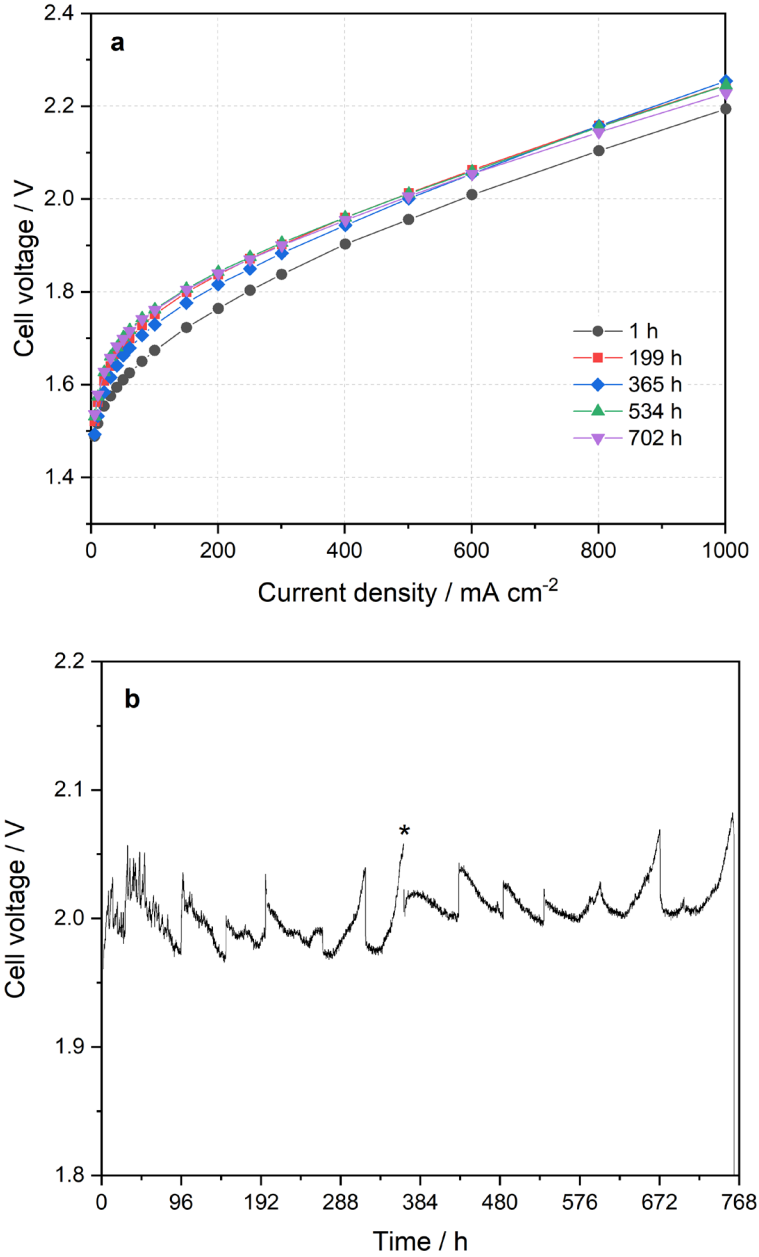 a
2.4
2.2
2.0
1.8
1.6
1.4
Cell voltage / V
1 h
199 h
365 h
534 h
702 h
0 200 400 600 800 1000
Current density / mA cm⁻²
b
2.2
2.1
2.0
1.9
1.8
Cell voltage / V
*
0 96 192 288 384 480 576 672 768
Time / h